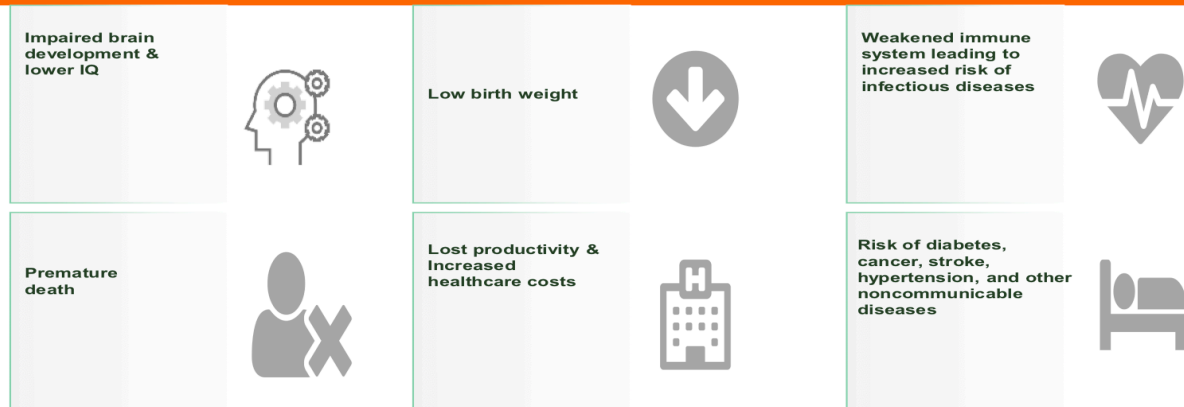 Impaired brain
development &
lower IQ
Low birth weight
Weakened immune
system leading to
increased risk of
infectious diseases
Premature
death
Lost productivity &
Increased
healthcare costs
H
Risk of diabetes,
cancer, stroke,
hypertension, and other
noncommunicable
diseases